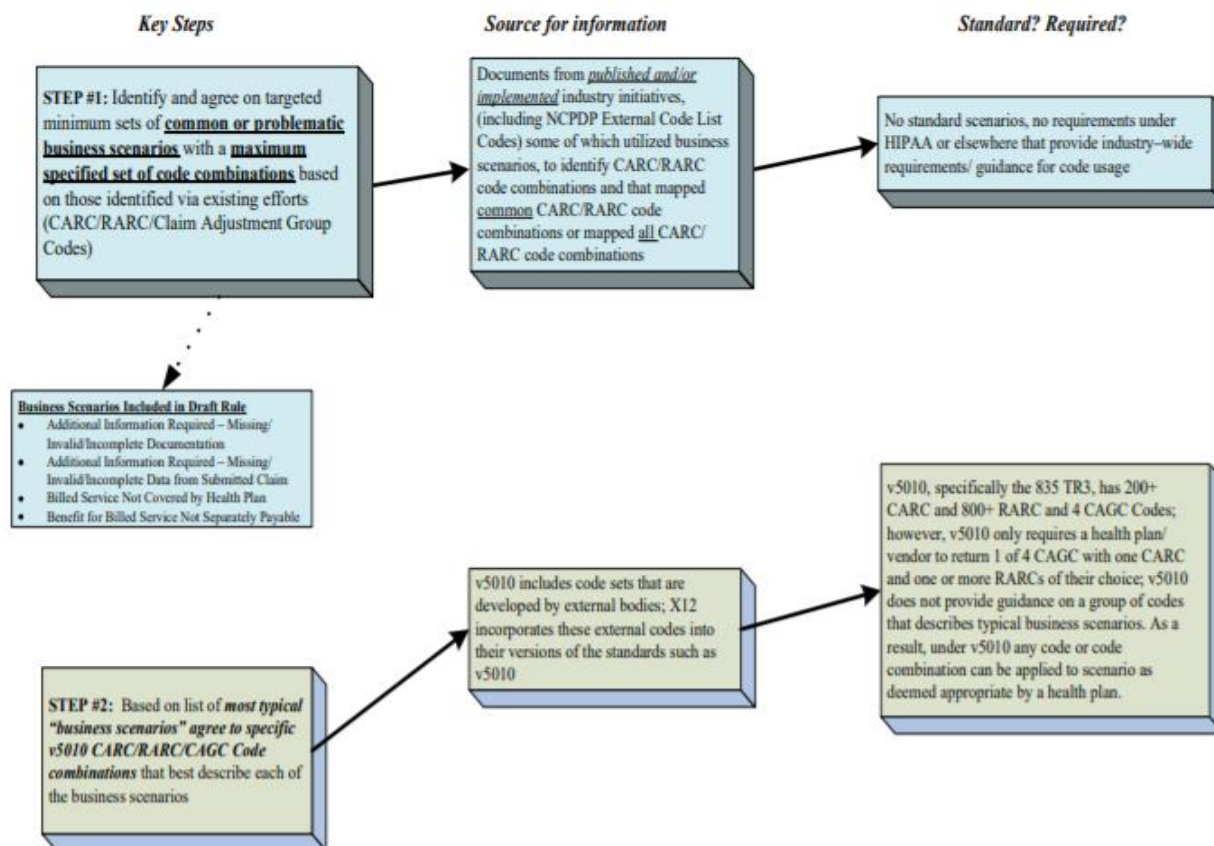 Key Steps
Source for information
Standard? Required?
STEP #1: Identify and agree on targeted
minimum sets of common or problematic
business scenarios with a maximum
specified set of code combinations based
on those identified via existing efforts
(CARC/RARC/Claim Adjustment Group
Codes)
Documents from published and/or
implemented industry initiatives,
(including NCPDP External Code List
Codes) some of which utilized business
scenarios, to identify CARC/RARC
code combinations and that mapped
common CARC/RARC code
combinations or mapped all CARC/
RARC code combinations
No standard scenarios, no requirements under
HIPAA or elsewhere that provide industry–wide
requirements/ guidance for code usage
Business Scenarios Included in Draft Rule
• Additional Information Required – Missing/
Invalid/Incomplete Documentation
• Additional Information Required – Missing/
Invalid/Incomplete Data from Submitted Claim
• Billed Service Not Covered by Health Plan
• Benefit for Billed Service Not Separately Payable
STEP #2: Based on list of most typical
“business scenarios” agree to specific
v5010 CARC/RARC/CAGC Code
combinations that best describe each of
the business scenarios
v5010 includes code sets that are
developed by external bodies; X12
incorporates these external codes into
their versions of the standards such as
v5010
v5010, specifically the 835 TR3, has 200+
CARC and 800+ RARC and 4 CAGC Codes;
however, v5010 only requires a health plan/
vendor to return 1 of 4 CAGC with one CARC
and one or more RARCs of their choice; v5010
does not provide guidance on a group of codes
that describes typical business scenarios. As a
result, under v5010 any code or code
combination can be applied to scenario as
deemed appropriate by a health plan.